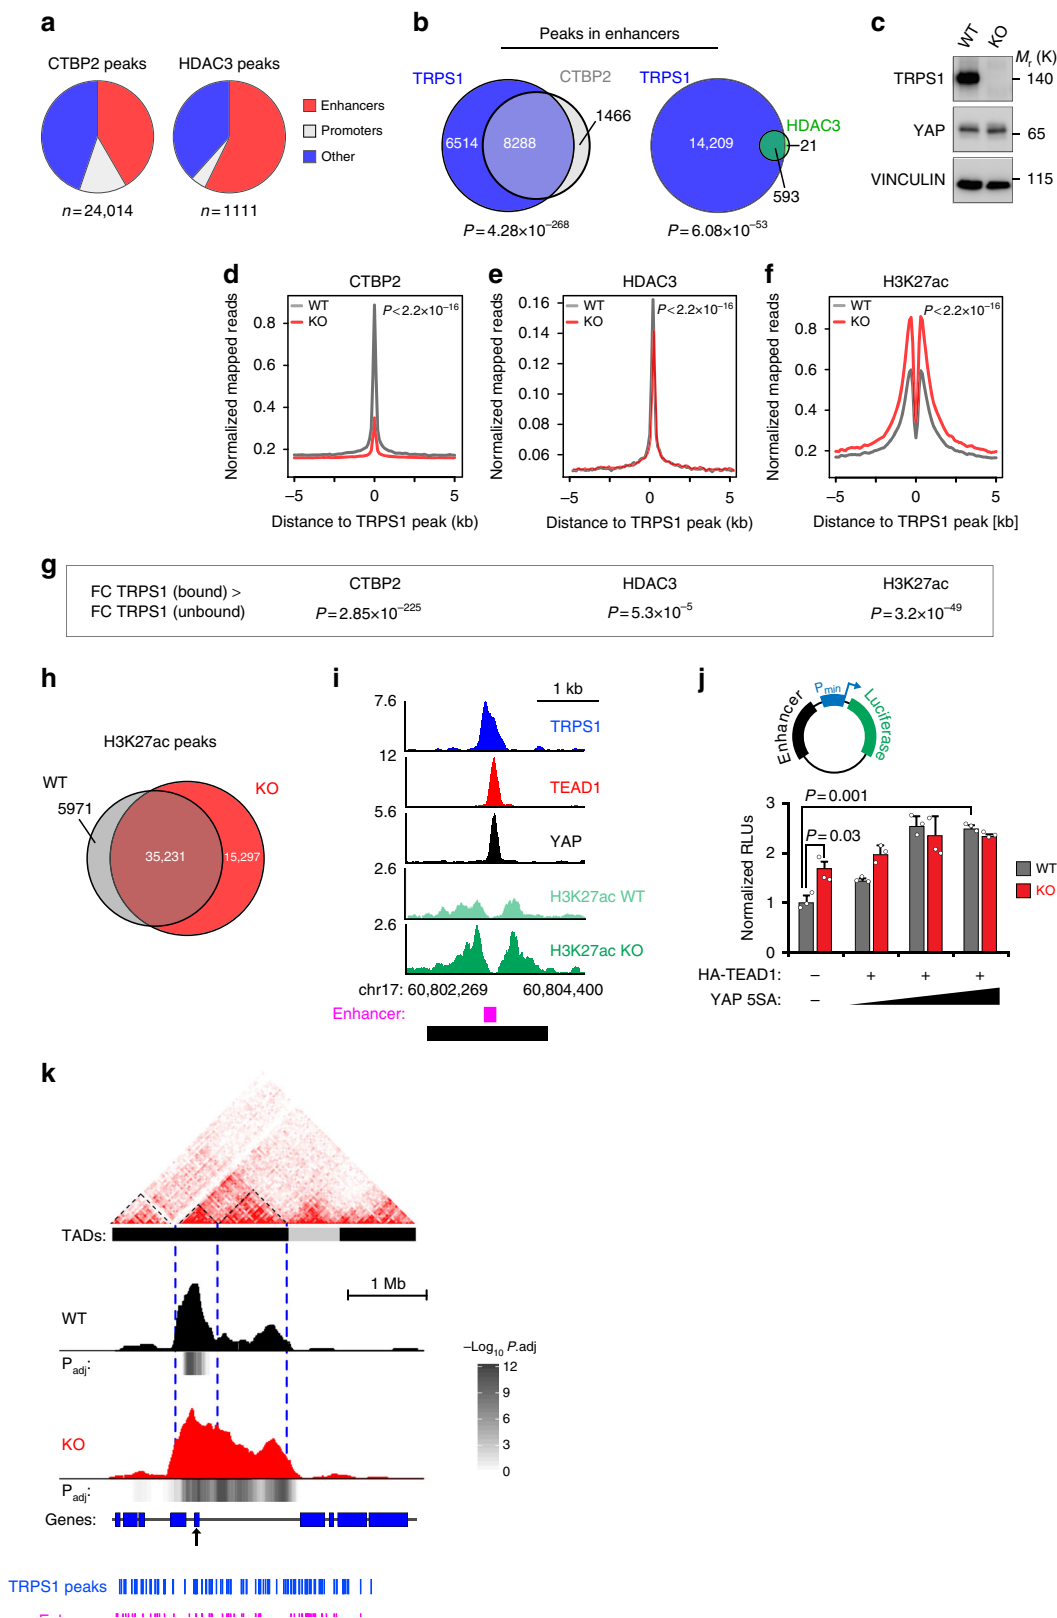 a
CTBP2 peaks
HDAC3 peaks
Enhancers
Promoters
Other
n=24,014
n=1111
b
Peaks in enhancers
TRPS1
CTBP2
6514
8288
1466
P=4.28×10⁻²⁶⁸
TRPS1
HDAC3
14,209
21
593
P=6.08×10⁻⁵³
c
WT
KO
Mr (K)
TRPS1
140
YAP
65
VINCULIN
115
d
CTBP2
WT
KO
P<2.2×10⁻¹⁶
Normalized mapped reads
0.8
0.6
0.4
0.2
−5
0
5
Distance to TRPS1 peak (kb)
e
HDAC3
WT
KO
P<2.2×10⁻¹⁶
Normalized mapped reads
0.16
0.14
0.12
0.10
0.06
−5
0
5
Distance to TRPS1 peak (kb)
f
H3K27ac
WT
KO
P<2.2×10⁻¹⁶
Normalized mapped reads
0.8
0.6
0.4
0.2
−5
0
5
Distance to TRPS1 peak [kb]
g
FC TRPS1 (bound) >
FC TRPS1 (unbound)
CTBP2
P=2.85×10⁻²²⁵
HDAC3
P=5.3×10⁻⁵
H3K27ac
P=3.2×10⁻⁴⁹
h
H3K27ac peaks
WT
KO
5971
35,231
15,297
i
1 kb
7.6
TRPS1
12
TEAD1
5.6
YAP
2.6
H3K27ac WT
2.6
H3K27ac KO
chr17: 60,802,269
60,804,400
Enhancer:
j
Enhancer
Pmin
Luciferase
P=0.001
P=0.03
Normalized RLUs
3
2
1
0
WT
KO
HA-TEAD1:
−
+
+
+
YAP 5SA:
−
k
TADs:
1 Mb
WT
Padj:
KO
Padj:
−Log10 P.adj
12
9
6
3
0
Genes:
TRPS1 peaks